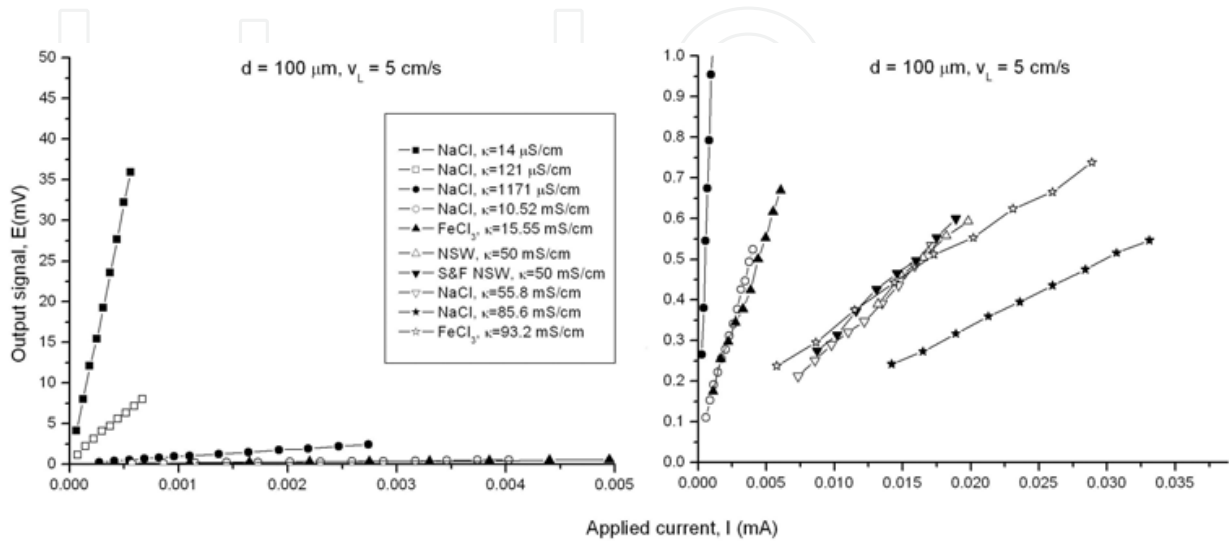 d = 100 μm, v_L = 5 cm/s
Output signal, E(mV)
50
45
40
35
30
25
20
15
10
5
0
0.000
0.001
0.002
0.003
0.004
0.005
NaCl, κ=14 μS/cm
NaCl, κ=121 μS/cm
NaCl, κ=1171 μS/cm
NaCl, κ=10.52 mS/cm
FeCl₃, κ=15.55 mS/cm
NSW, κ=50 mS/cm
S&F NSW, κ=50 mS/cm
NaCl, κ=55.8 mS/cm
NaCl, κ=85.6 mS/cm
FeCl₃, κ=93.2 mS/cm
d = 100 μm, v_L = 5 cm/s
1.0
0.9
0.8
0.7
0.6
0.5
0.4
0.3
0.2
0.1
0.0
0.000
0.005
0.010
0.015
0.020
0.025
0.030
0.035
Applied current, I (mA)